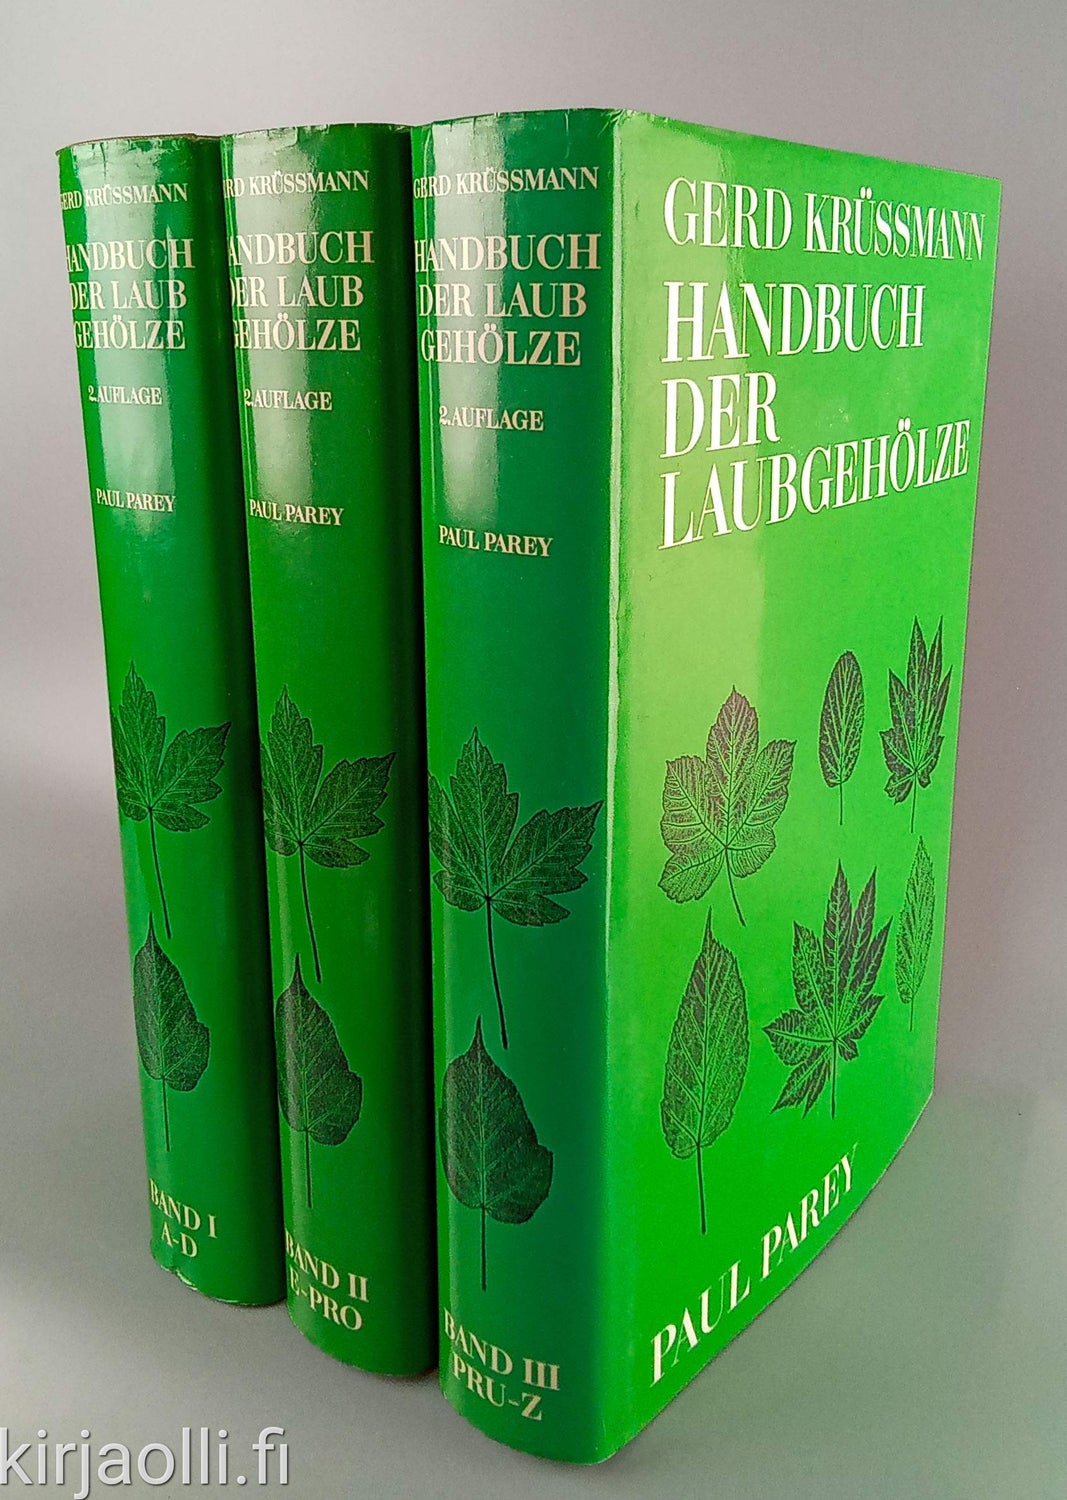 GERD KRÜSSMANN
HANDBUCH
DER LAUB
GEHÖLZE
2. AUFLAGE
PAUL PAREY
BAND I
A-D
RD KRÜSSMANN
ANDBUCH
DER LAUB
GEHÖLZE
2. AUFLAGE
PAUL PAREY
BAND II
E-PRO
GERD KRÜSSMANN
HANDBUCH
DER LAUB
GEHÖLZE
2. AUFLAGE
PAUL PAREY
BAND III
PRU-Z
GERD KRÜSSMANN
HANDBUCH
DER
LAUBGEHÖLZE
PAUL PAREY
kirjaolli.fi